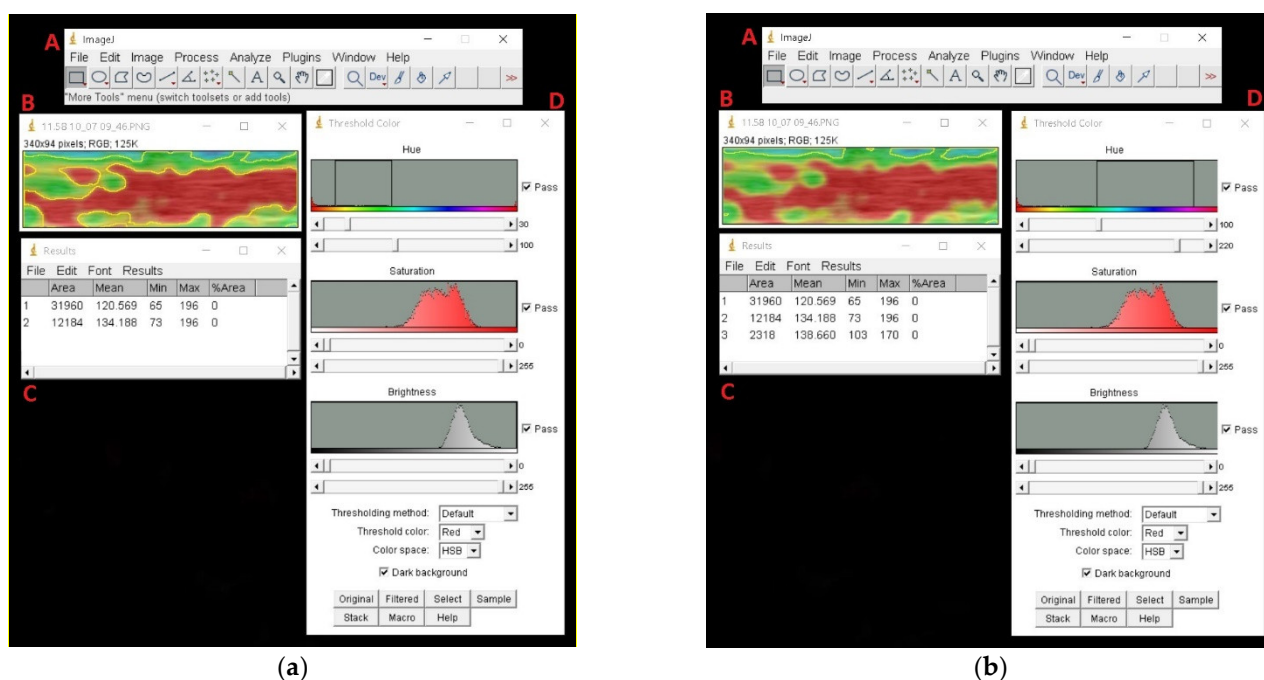 A
ImageJ
File Edit Image Process Analyze Plugins Window Help
A Dev >>
"More Tools" menu (switch toolsets or add tools)
B
D
11.58 10_07 09_46.PNG
340x94 pixels; RGB; 125K
Results
File Edit Font Results
Area Mean Min Max %Area
1 31960 120.569 65 196 0
2 12184 134.188 73 196 0
C
Threshold Color
Hue
Pass
30
100
Saturation
Pass
0
255
Brightness
Pass
0
255
Thresholding method: Default
Threshold color: Red
Color space: HSB
Dark background
Original Filtered Select Sample
Stack Macro Help
(a)
A
ImageJ
File Edit Image Process Analyze Plugins Window Help
A Dev >>
B
D
11.58 10_07 09_46.PNG
340x94 pixels; RGB; 125K
Results
File Edit Font Results
Area Mean Min Max %Area
1 31960 120.569 65 196 0
2 12184 134.188 73 196 0
3 2318 138.660 103 170 0
C
Threshold Color
Hue
Pass
100
220
Saturation
Pass
0
255
Brightness
Pass
0
255
Thresholding method: Default
Threshold color: Red
Color space: HSB
Dark background
Original Filtered Select Sample
Stack Macro Help
(b)